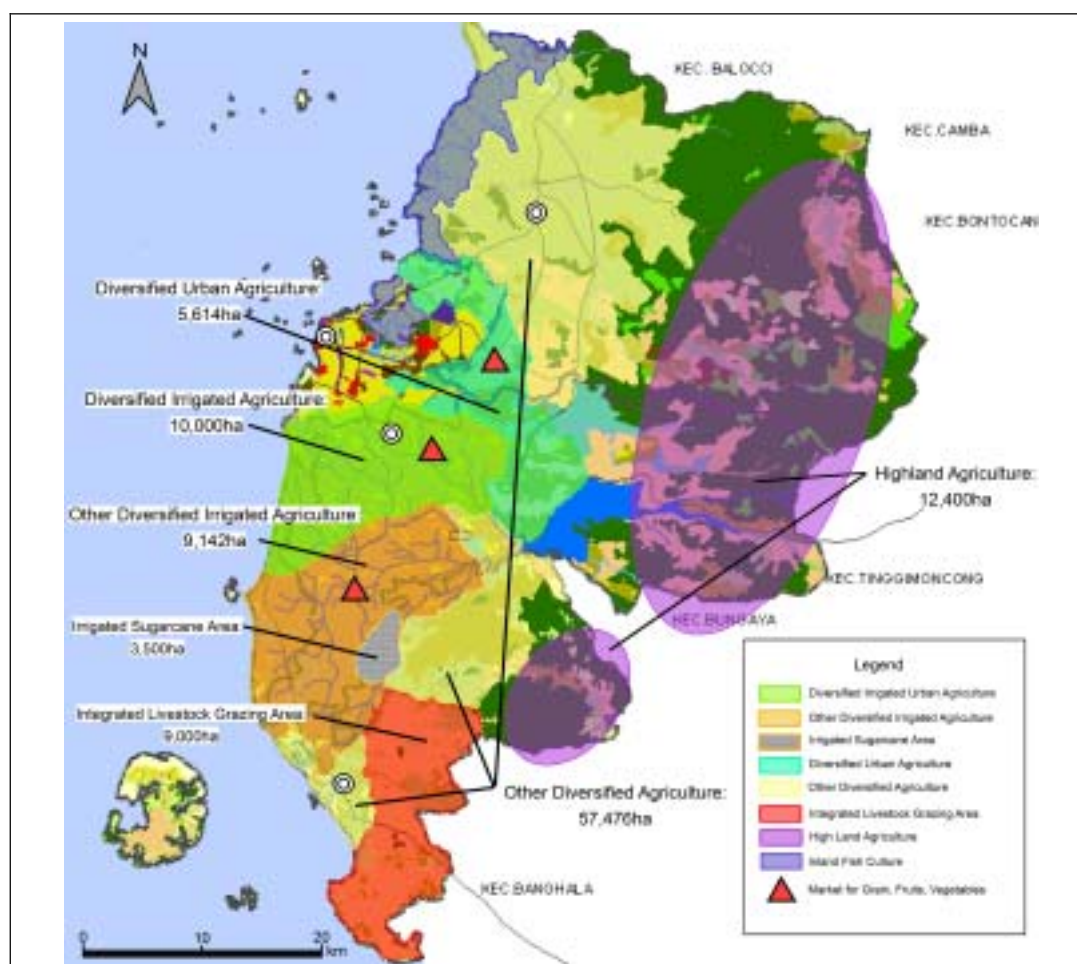 N
KEC. BALOCCI
KEC.CAMBA
KEC.BONTOCAN
Diversified Urban Agriculture:
5,614ha
Diversified Irrigated Agriculture:
10,000ha
Highland Agriculture:
12,400ha
Other Diversified Irrigated Agriculture
9,142ha
KEC.TINGGIMONCONG
KEC.BUNGAYA
Irrigated Sugarcane Area
3,500ha
Integrated Livestock Grazing Area
9,000ha
Other Diversified Agriculture:
57,476ha
KEC.BANGHALA
Legend
Diversified Irrigated Urban Agriculture
Other Diversified Irrigated Agriculture
Irrigated Sugarcane Area
Diversified Urban Agriculture
Other Diversified Agriculture
Integrated Livestock Grazing Area
High Land Agriculture
Inland Fish Culture
Market for Grain, Fruits, Vegetables
0 10 20
km